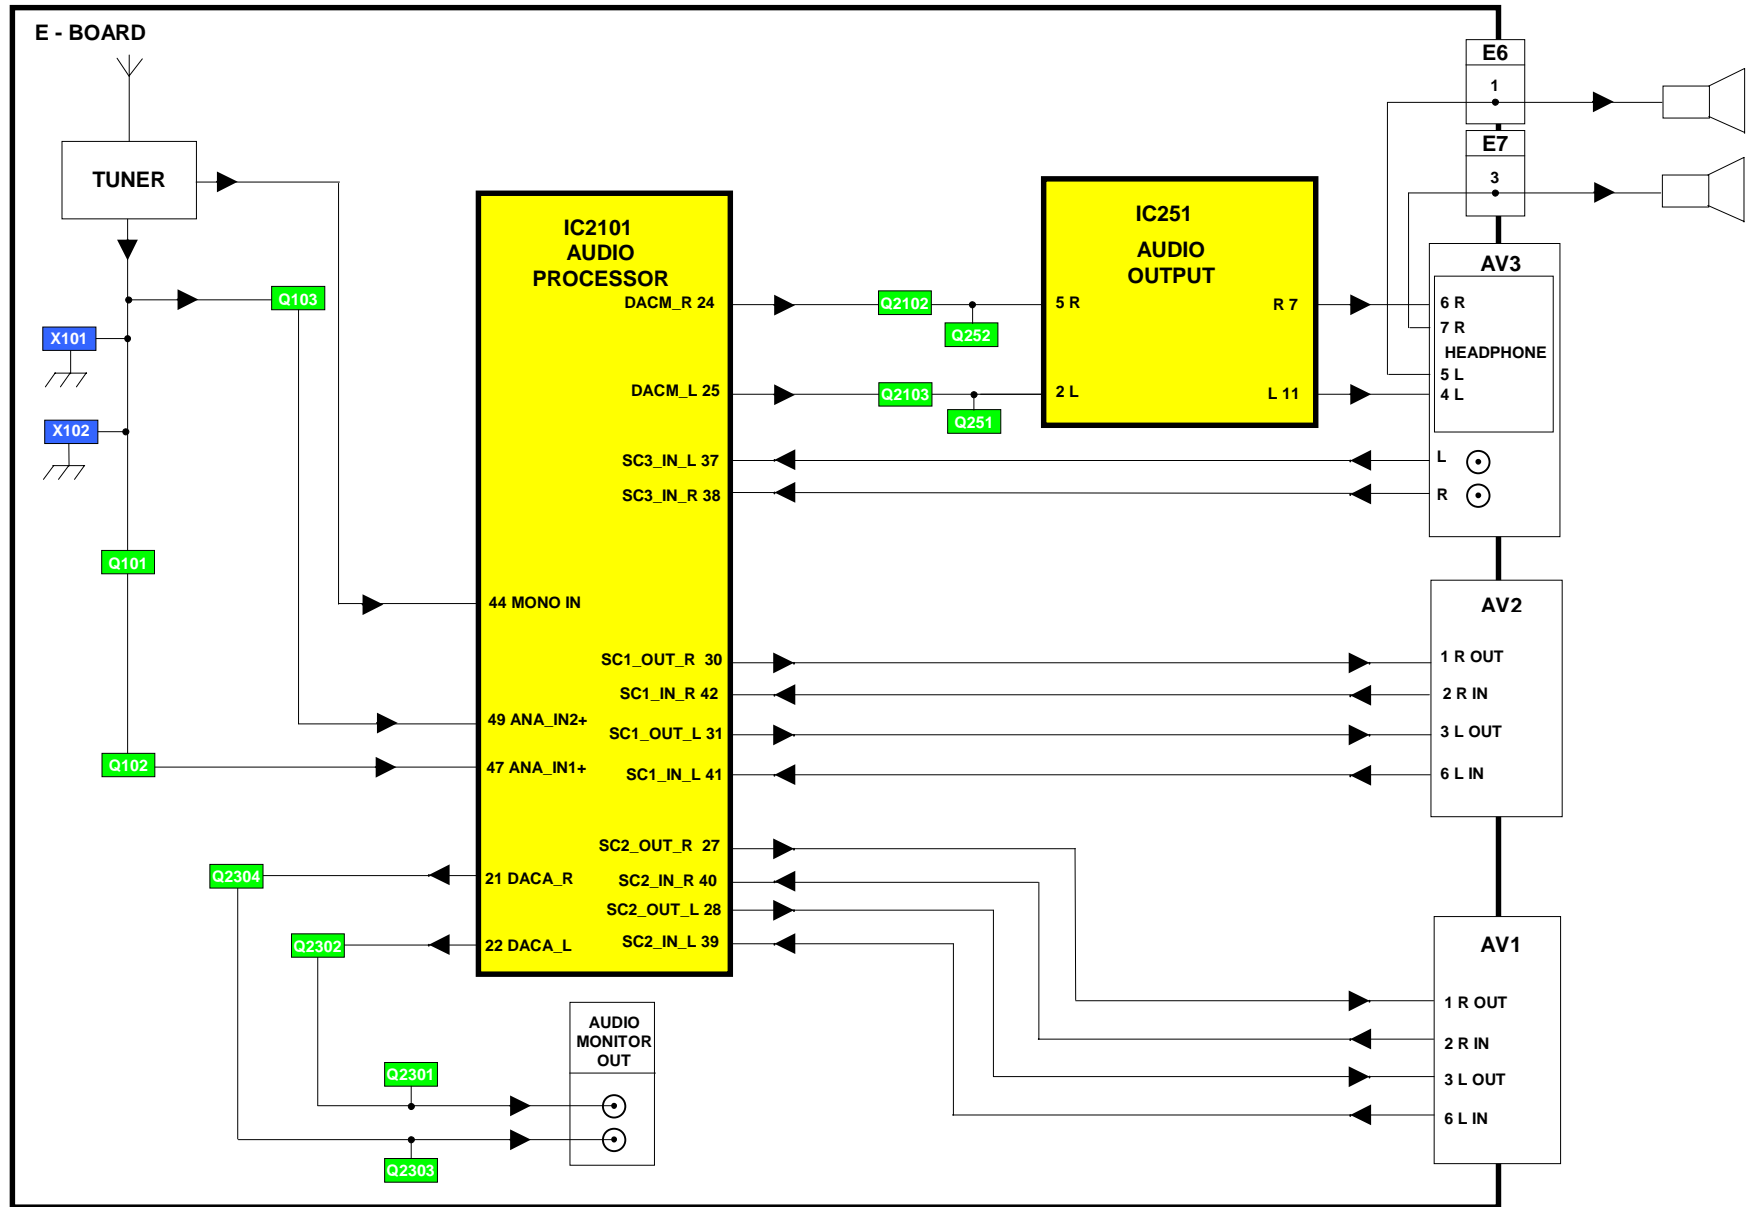 E - BOARD
TUNER
Q103
X101
X102
Q101
Q102
IC2101
AUDIO
PROCESSOR
DACM_R 24
DACM_L 25
SC3_IN_L 37
SC3_IN_R 38
44 MONO IN
SC1_OUT_R 30
SC1_IN_R 42
49 ANA_IN2+
SC1_OUT_L 31
47 ANA_IN1+
SC1_IN_L 41
SC2_OUT_R 27
21 DACA_R
SC2_IN_R 40
SC2_OUT_L 28
22 DACA_L
SC2_IN_L 39
Q2304
Q2302
Q2301
Q2303
AUDIO
MONITOR
OUT
Q2102
Q252
Q2103
Q251
IC251
AUDIO
OUTPUT
5 R
R 7
2 L
L 11
E6
1
E7
3
AV3
6 R
7 R
HEADPHONE
5 L
4 L
L
R
AV2
1 R OUT
2 R IN
3 L OUT
6 L IN
AV1
1 R OUT
2 R IN
3 L OUT
6 L IN